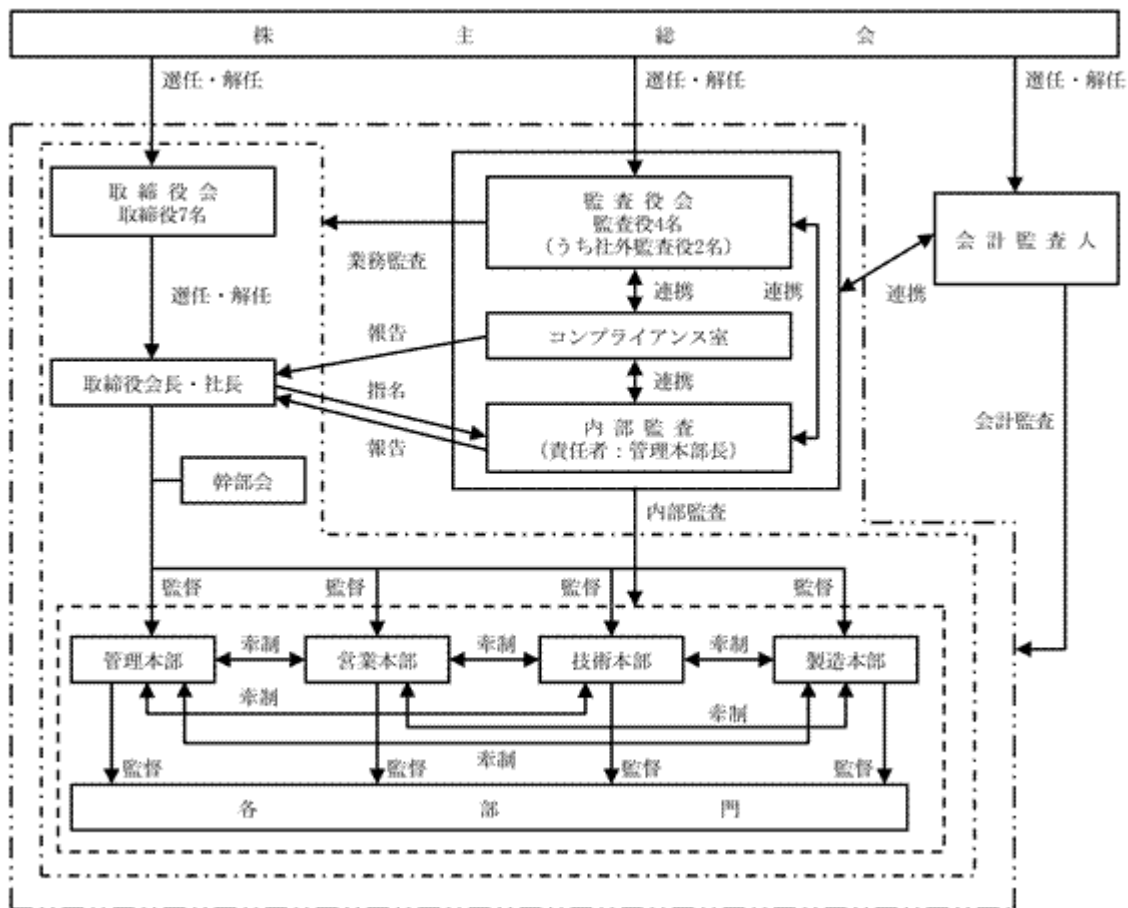 株主総会
選任・解任
選任・解任
選任・解任
取締役会
取締役7名
監査役会
監査役4名
(うち社外監査役2名)
会計監査人
業務監査
連携
連携
連携
選任・解任
報告
コンプライアンス室
取締役会長・社長
連携
指名
内部監査
(責任者:管理本部長)
報告
会計監査
幹部会
内部監査
監督
監督
監督
監督
管理本部
牽制
営業本部
牽制
技術本部
牽制
製造本部
牽制
牽制
牽制
監督
監督
監督
監督
各部門